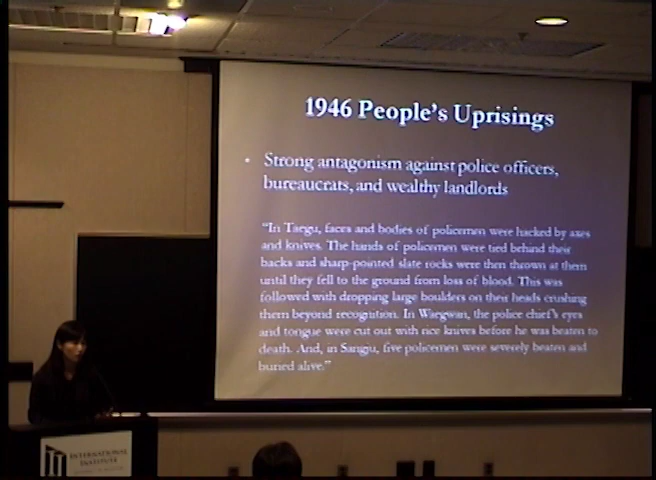 1946 People's Uprisings
• Strong antagonism against police officers,
bureaucrats, and wealthy landlords
"In Taegu, faces and bodies of policemen were hacked by axes
and knives. The hands of policemen were tied behind their
backs and sharp-pointed slate rocks were then thrown at them
until they fell to the ground from loss of blood. This was
followed with dropping large boulders on their heads crushing
them beyond recognition. In Waegwan, the police chief's eyes
and tongue were cut out with rice knives before he was beaten to
death. And, in Sangju, five policemen were severely beaten and
buried alive."
INTERNATIONAL
INSTITUTE